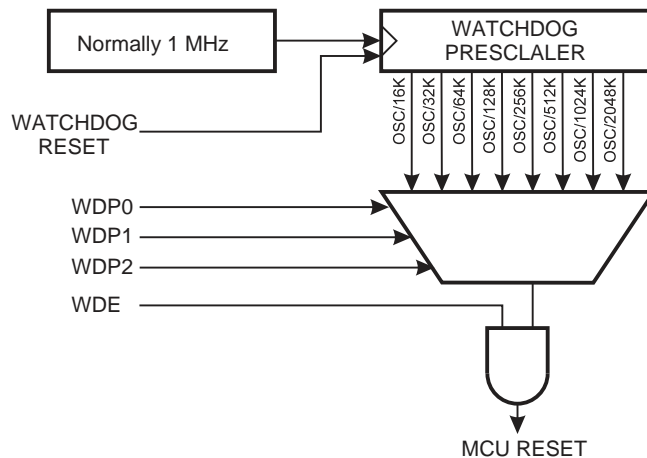 Normally 1 MHz
WATCHDOG
PRESCLALER
WATCHDOG
RESET
OSC/16K
OSC/32K
OSC/64K
OSC/128K
OSC/256K
OSC/512K
OSC/1024K
OSC/2048K
WDP0
WDP1
WDP2
WDE
MCU RESET